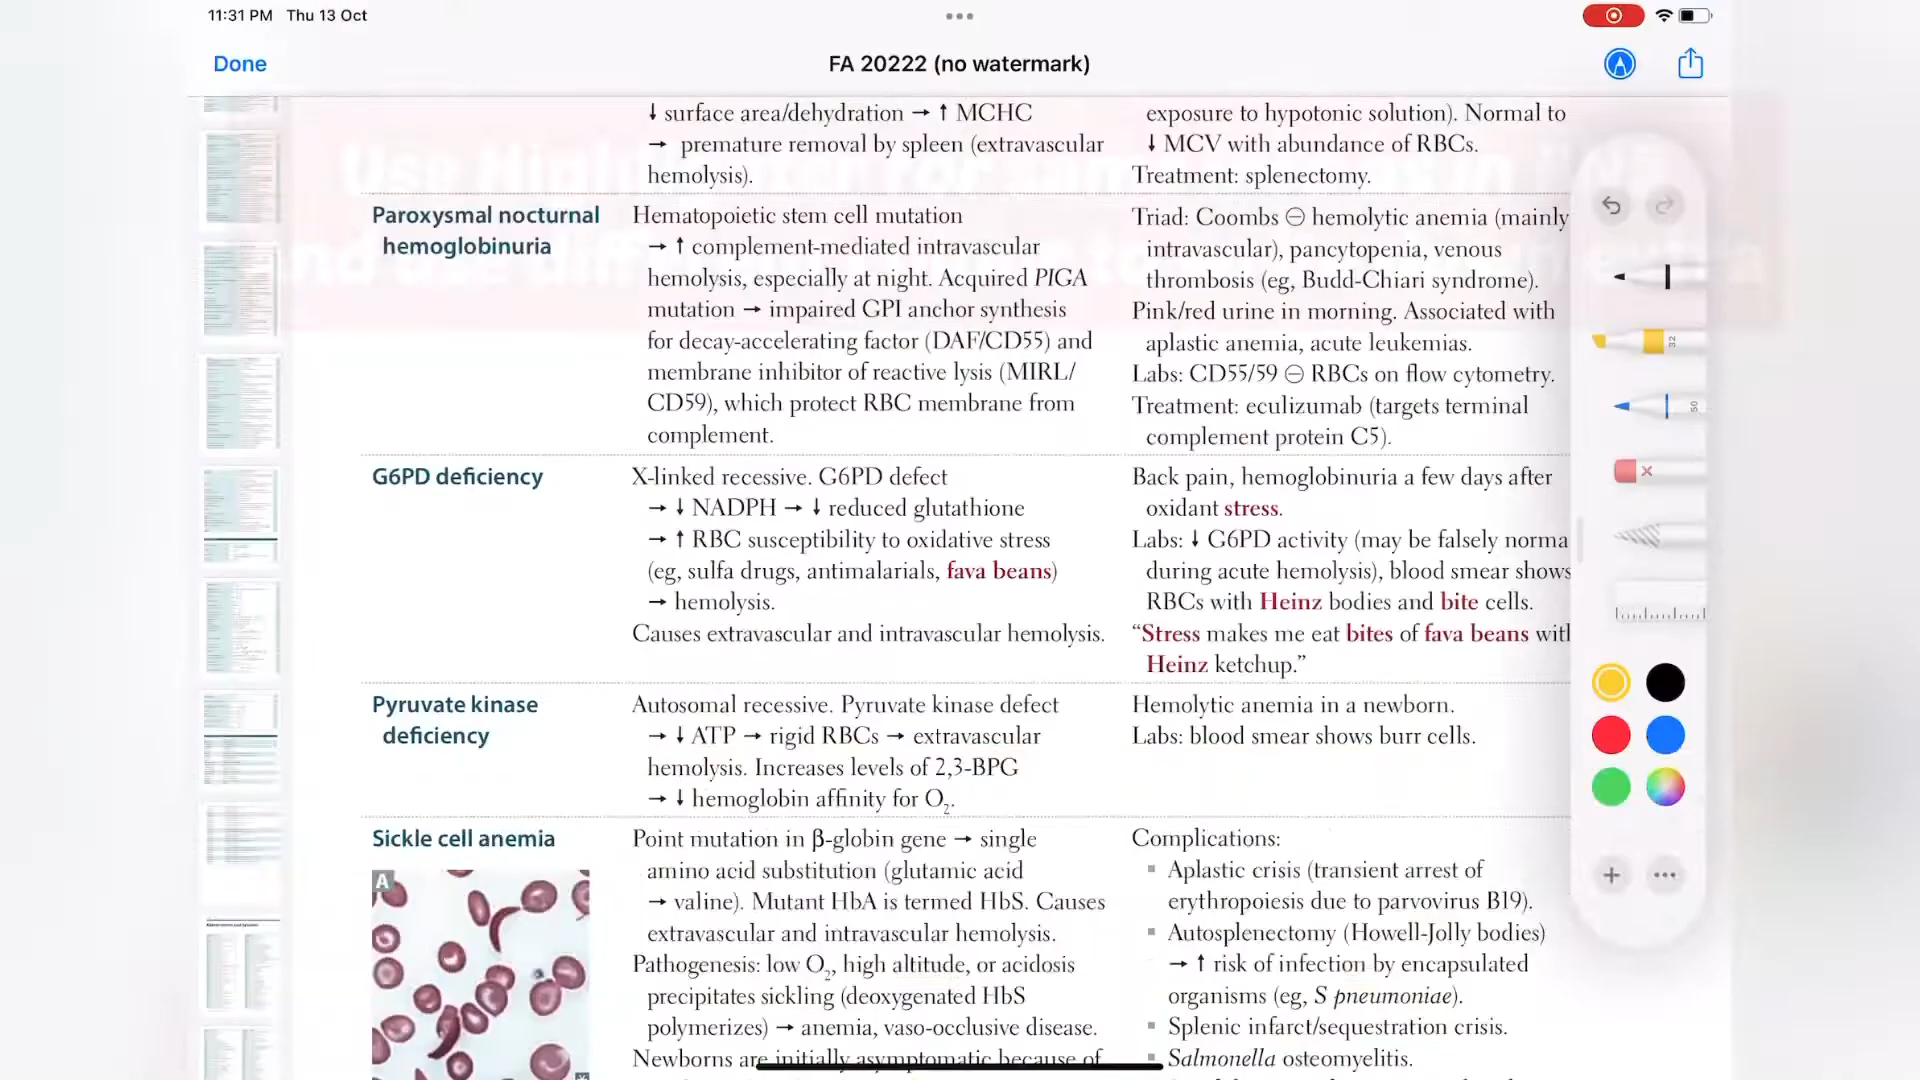 11:31 PM Thu 13 Oct
Done
FA 20222 (no watermark)
↓ surface area/dehydration → ↑ MCHC
→ premature removal by spleen (extravascular
hemolysis).
exposure to hypotonic solution). Normal to
↓ MCV with abundance of RBCs.
Treatment: splenectomy.
Paroxysmal nocturnal
hemoglobinuria
Hematopoietic stem cell mutation
→ ↑ complement-mediated intravascular
hemolysis, especially at night. Acquired PIGA
mutation → impaired GPI anchor synthesis
for decay-accelerating factor (DAF/CD55) and
membrane inhibitor of reactive lysis (MIRL/
CD59), which protect RBC membrane from
complement.
Triad: Coombs ⊖ hemolytic anemia (mainly
intravascular), pancytopenia, venous
thrombosis (eg, Budd-Chiari syndrome).
Pink/red urine in morning. Associated with
aplastic anemia, acute leukemias.
Labs: CD55/59 ⊖ RBCs on flow cytometry.
Treatment: eculizumab (targets terminal
complement protein C5).
G6PD deficiency
X-linked recessive. G6PD defect
→ ↓ NADPH → ↓ reduced glutathione
→ ↑ RBC susceptibility to oxidative stress
(eg, sulfa drugs, antimalarials, fava beans)
→ hemolysis.
Causes extravascular and intravascular hemolysis.
Back pain, hemoglobinuria a few days after
oxidant stress.
Labs: ↓ G6PD activity (may be falsely norma
during acute hemolysis), blood smear shows
RBCs with Heinz bodies and bite cells.
“Stress makes me eat bites of fava beans with
Heinz ketchup.”
Pyruvate kinase
deficiency
Autosomal recessive. Pyruvate kinase defect
→ ↓ ATP → rigid RBCs → extravascular
hemolysis. Increases levels of 2,3-BPG
→ ↓ hemoglobin affinity for O₂.
Hemolytic anemia in a newborn.
Labs: blood smear shows burr cells.
Sickle cell anemia
A
Point mutation in β-globin gene → single
amino acid substitution (glutamic acid
→ valine). Mutant HbA is termed HbS. Causes
extravascular and intravascular hemolysis.
Pathogenesis: low O₂, high altitude, or acidosis
precipitates sickling (deoxygenated HbS
polymerizes) → anemia, vaso-occlusive disease.
Newborns are initially asymptomatic because of
Complications:
▪ Aplastic crisis (transient arrest of
erythropoiesis due to parvovirus B19).
▪ Autosplenectomy (Howell-Jolly bodies)
→ ↑ risk of infection by encapsulated
organisms (eg, S pneumoniae).
▪ Splenic infarct/sequestration crisis.
▪ Salmonella osteomyelitis.
32
50